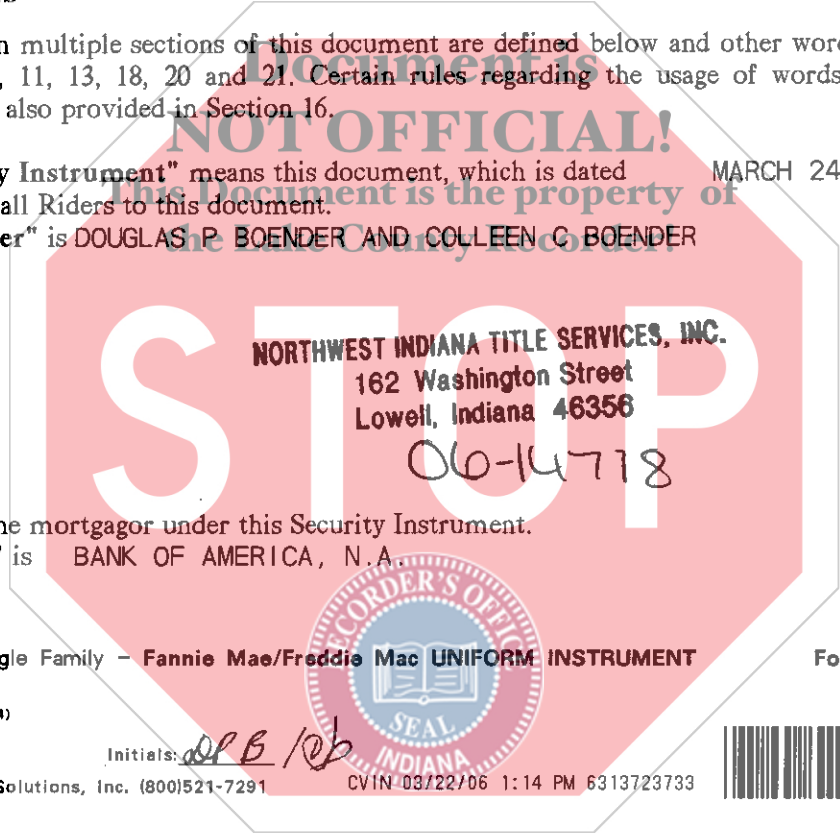 n multiple sections of this document are defined below and other wor
, 11, 13, 18, 20 and 21. Certain rules regarding the usage of words
also provided in Section 16.
Document is
NOT OFFICIAL!
This Document is the property of
the Lake County Recorder!
y Instrument" means this document, which is dated MARCH 24
all Riders to this document.
er" is DOUGLAS P BOENDER AND COLLEEN C BOENDER
STOP
NORTHWEST INDIANA TITLE SERVICES, INC.
162 Washington Street
Lowell, Indiana 46356
06-14718
ne mortgagor under this Security Instrument.
" is BANK OF AMERICA, N.A.
RECORDER'S OFFICE
SEAL
INDIANA
gle Family – Fannie Mae/Freddie Mac UNIFORM INSTRUMENT Fo
Initials: DPB / CCB
Solutions, Inc. (800)521-7291 CVIN 03/22/06 1:14 PM 6313723733